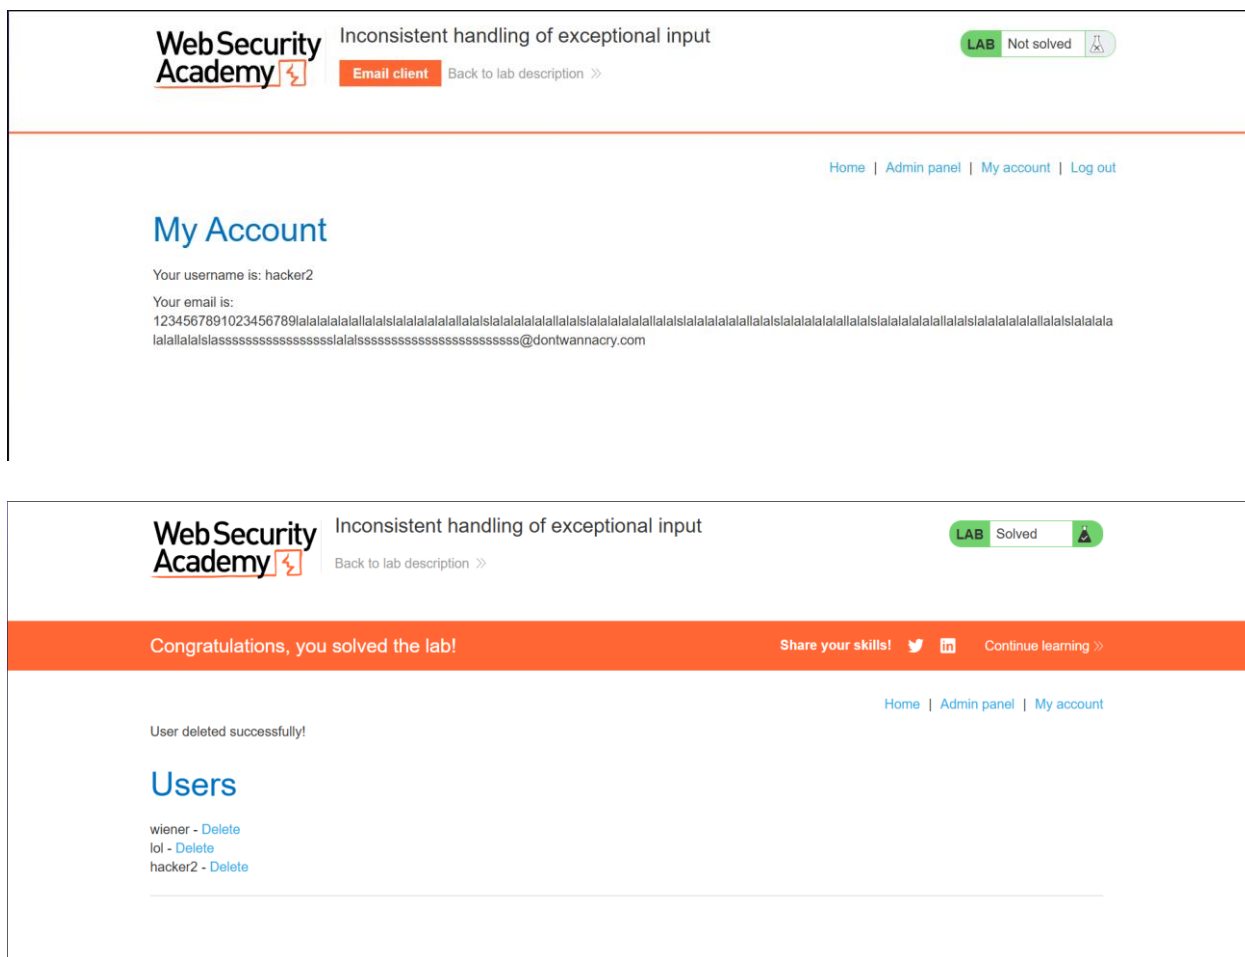 Web Security
Academy
Inconsistent handling of exceptional input
Email client Back to lab description
LAB Not solved
Home | Admin panel | My account | Log out
My Account
Your username is: hacker2
Your email is:
1234567891023456789lalalalalalallalalslalalalalalallalalslalalalalalallalalslalalalalalallalalslalalalalalallalalslalalalalalallalalslalalalalalallalalslalalalalalallalalslalalala
lalallalalslassssssssssssssssslalalsssssssssssssssssssssssss@dontwannacry.com
Web Security
Academy
Inconsistent handling of exceptional input
Back to lab description
LAB Solved
Congratulations, you solved the lab!
Share your skills! Continue learning
Home | Admin panel | My account
User deleted successfully!
Users
wiener - Delete
lol - Delete
hacker2 - Delete